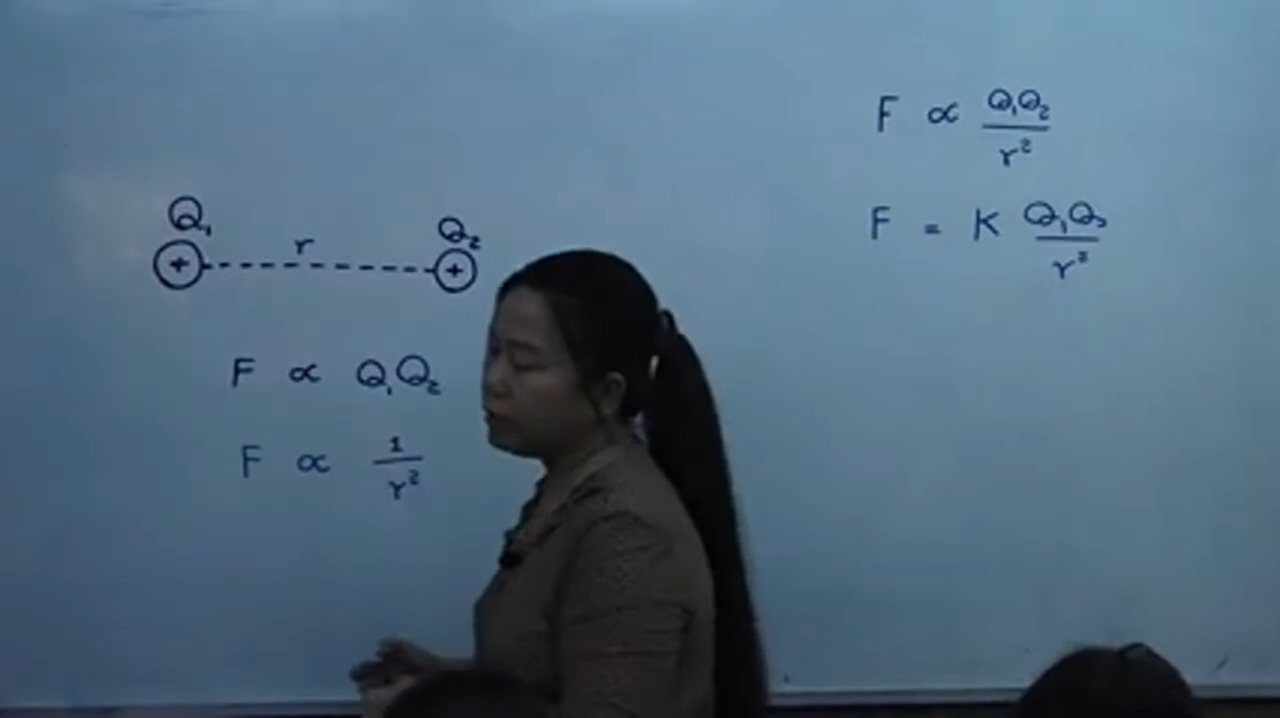 Q₁ r Q₂
+ +
F ∝ Q₁Q₂
F ∝ 1/r²
F ∝ Q₁Q₂/r²
F = K Q₁Q₂/r²